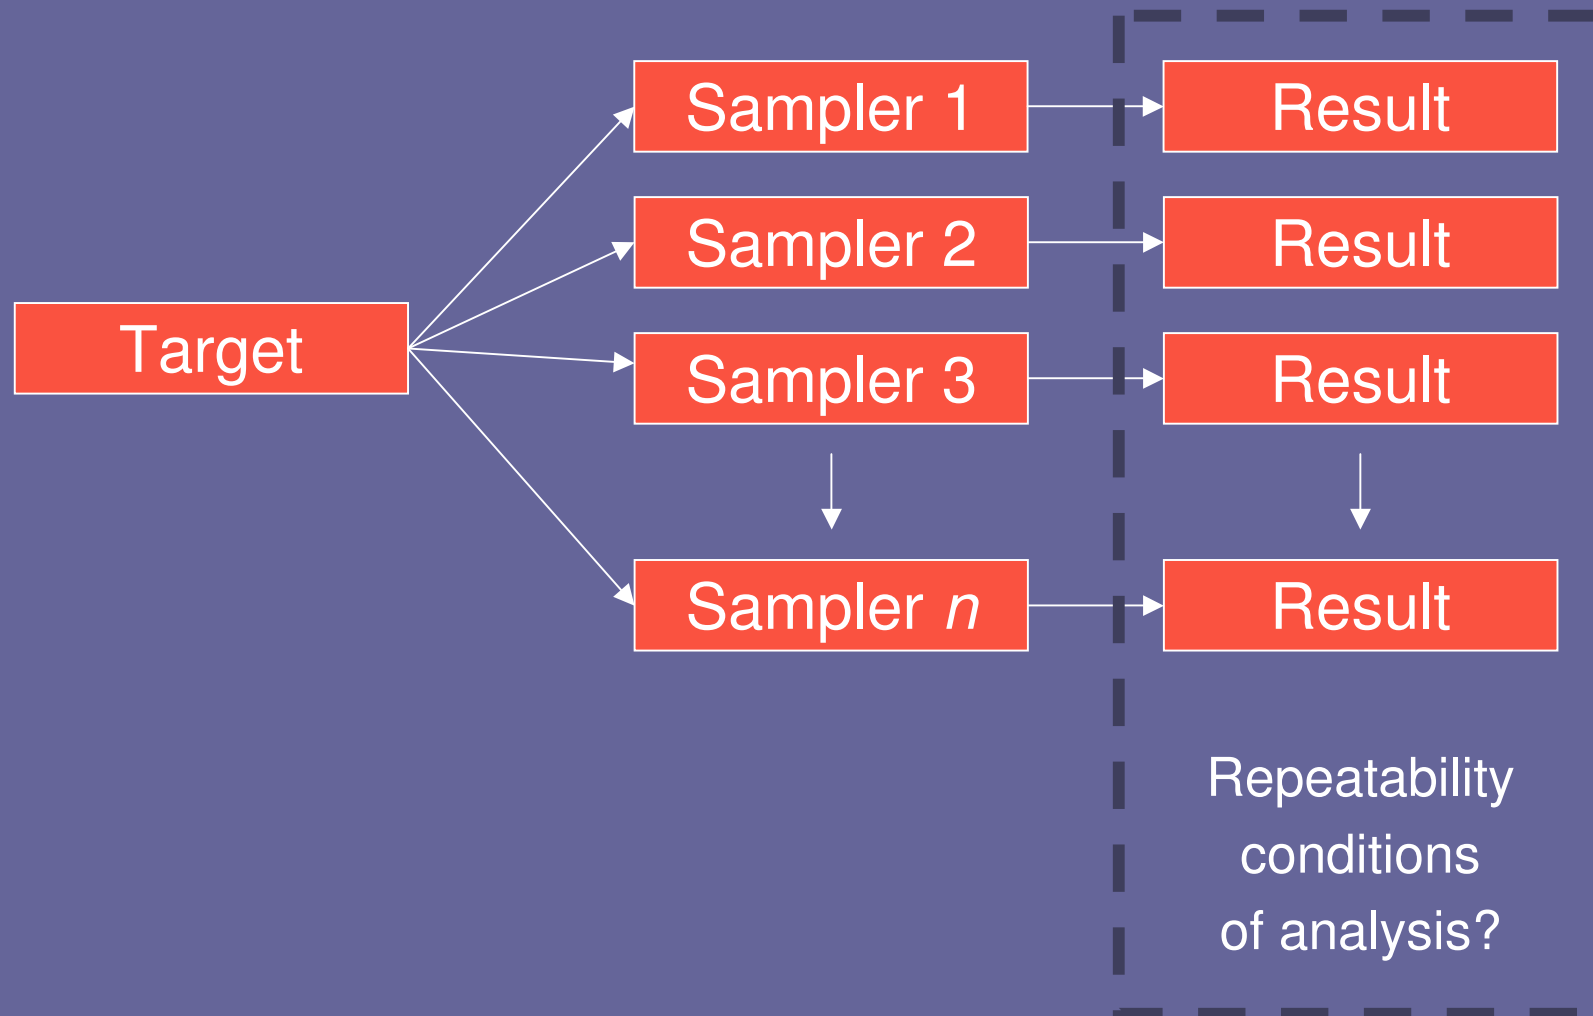 Sampler 1
Result
Sampler 2
Result
Target
Sampler 3
Result
Sampler n
Result
Repeatability
conditions
of analysis?